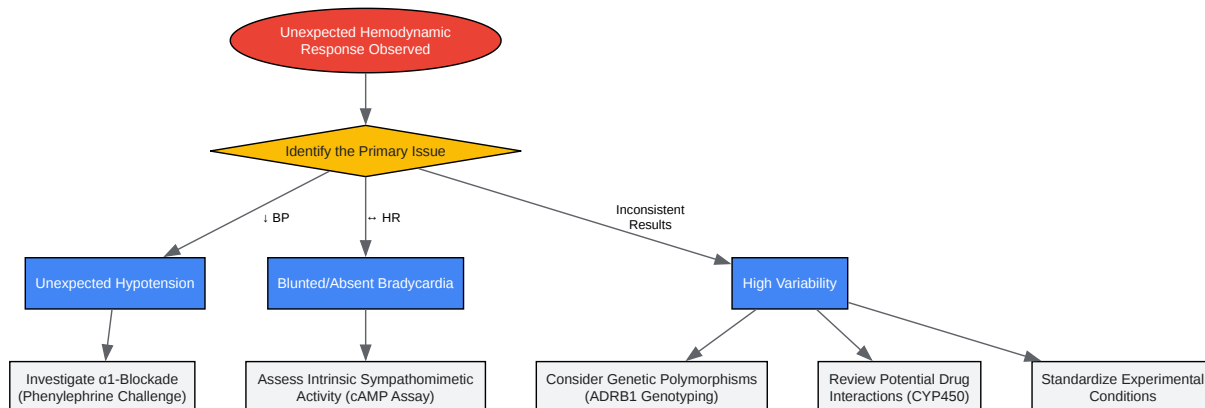 Unexpected Hemodynamic
Response Observed
Identify the Primary Issue
↓ BP
↔ HR
Inconsistent
Results
Unexpected Hypotension
Blunted/Absent Bradycardia
High Variability
Investigate α1-Blockade
(Phenylephrine Challenge)
Assess Intrinsic Sympathomimetic
Activity (cAMP Assay)
Consider Genetic Polymorphisms
(ADRB1 Genotyping)
Review Potential Drug
Interactions (CYP450)
Standardize Experimental
Conditions